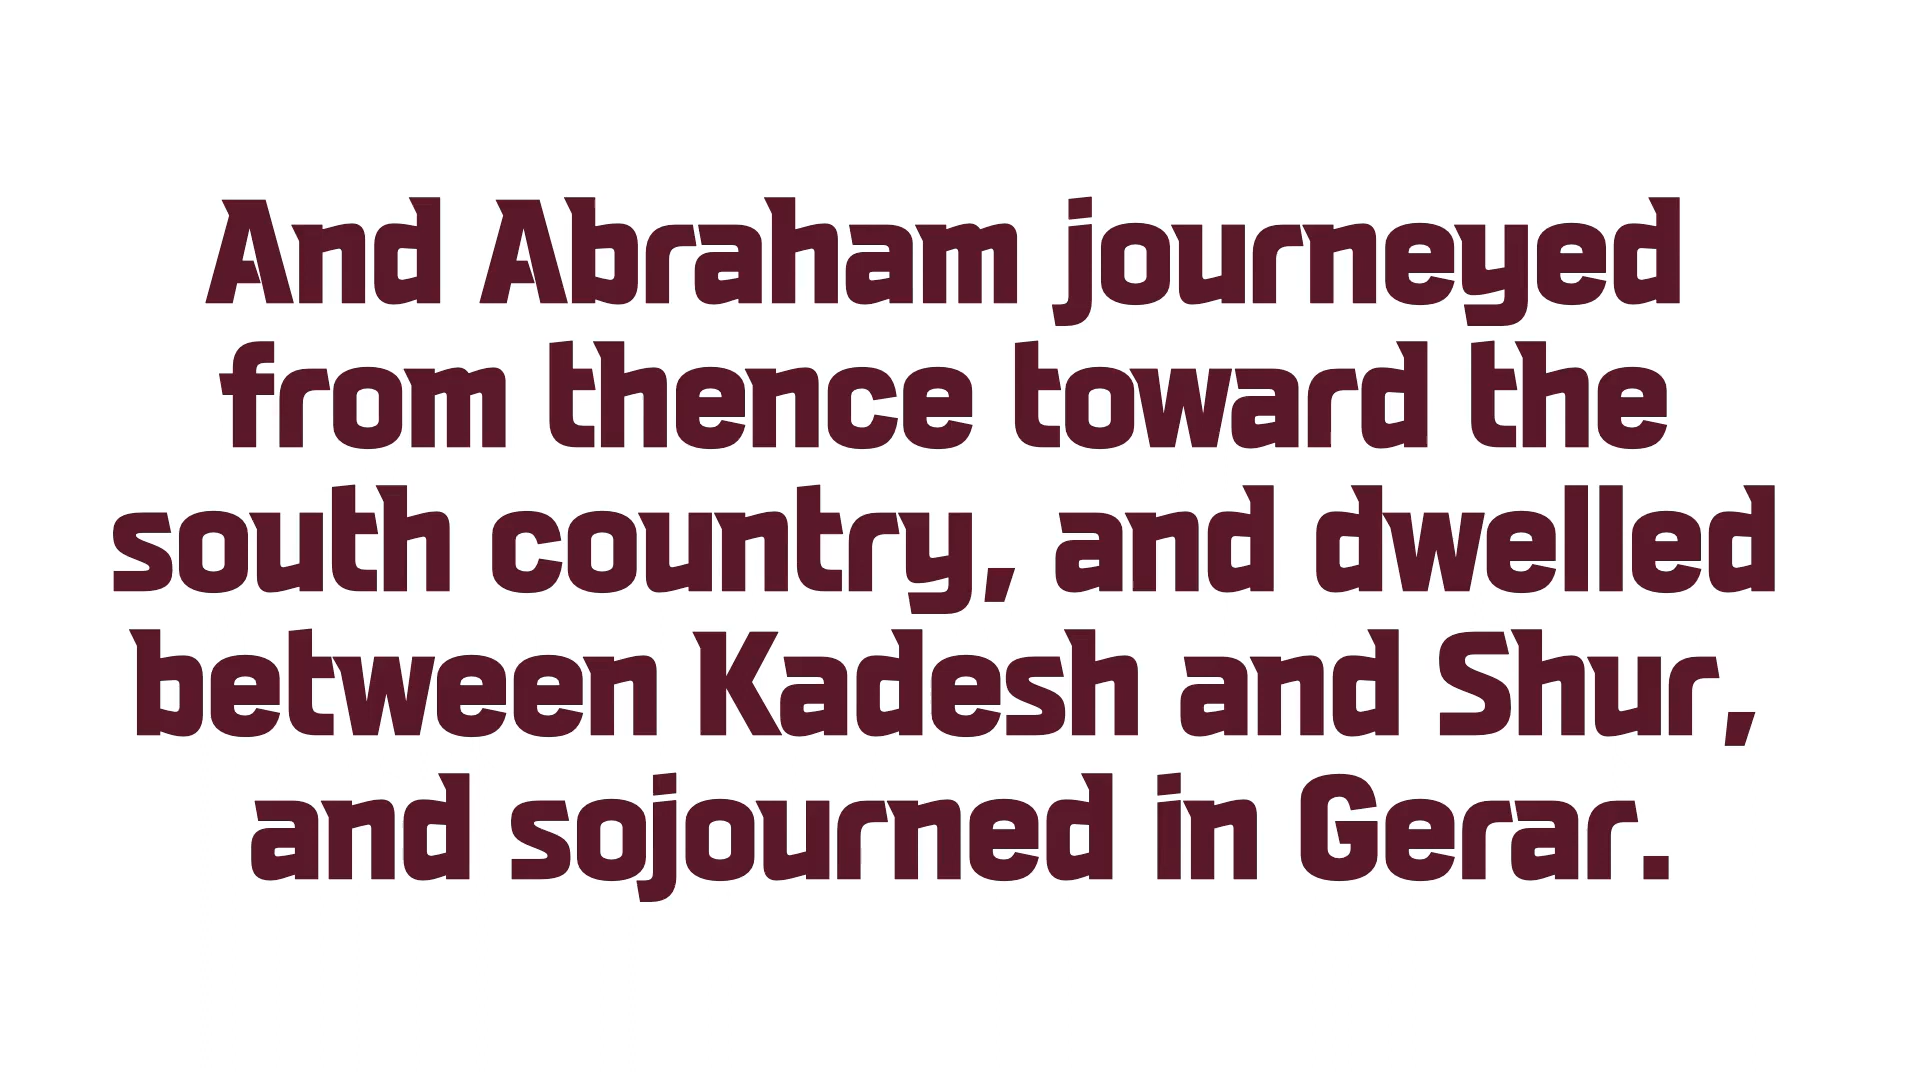 And Abraham journeyed
from thence toward the
south country, and dwelled
between Kadesh and Shur,
and sojourned in Gerar.